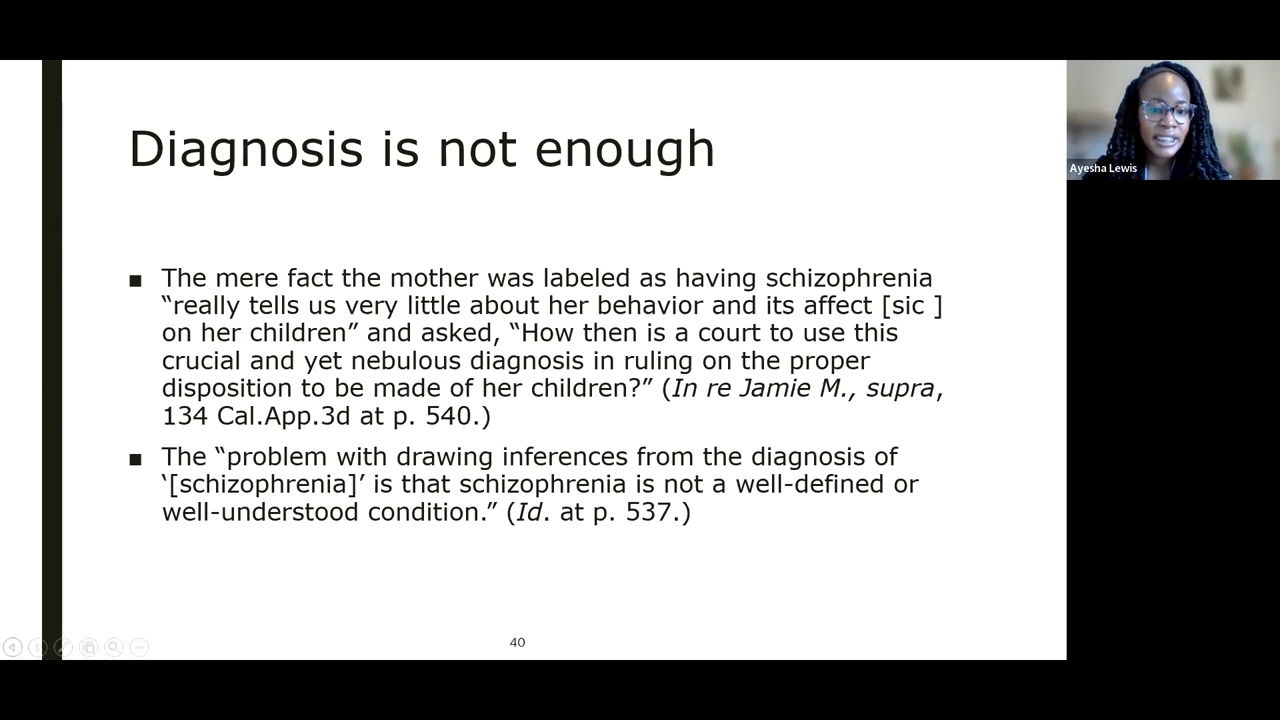 Diagnosis is not enough
Ayesha Lewis
■ The mere fact the mother was labeled as having schizophrenia
“really tells us very little about her behavior and its affect [sic ]
on her children” and asked, “How then is a court to use this
crucial and yet nebulous diagnosis in ruling on the proper
disposition to be made of her children?” (In re Jamie M., supra,
134 Cal.App.3d at p. 540.)
■ The “problem with drawing inferences from the diagnosis of
‘[schizophrenia]’ is that schizophrenia is not a well-defined or
well-understood condition.” (Id. at p. 537.)
40